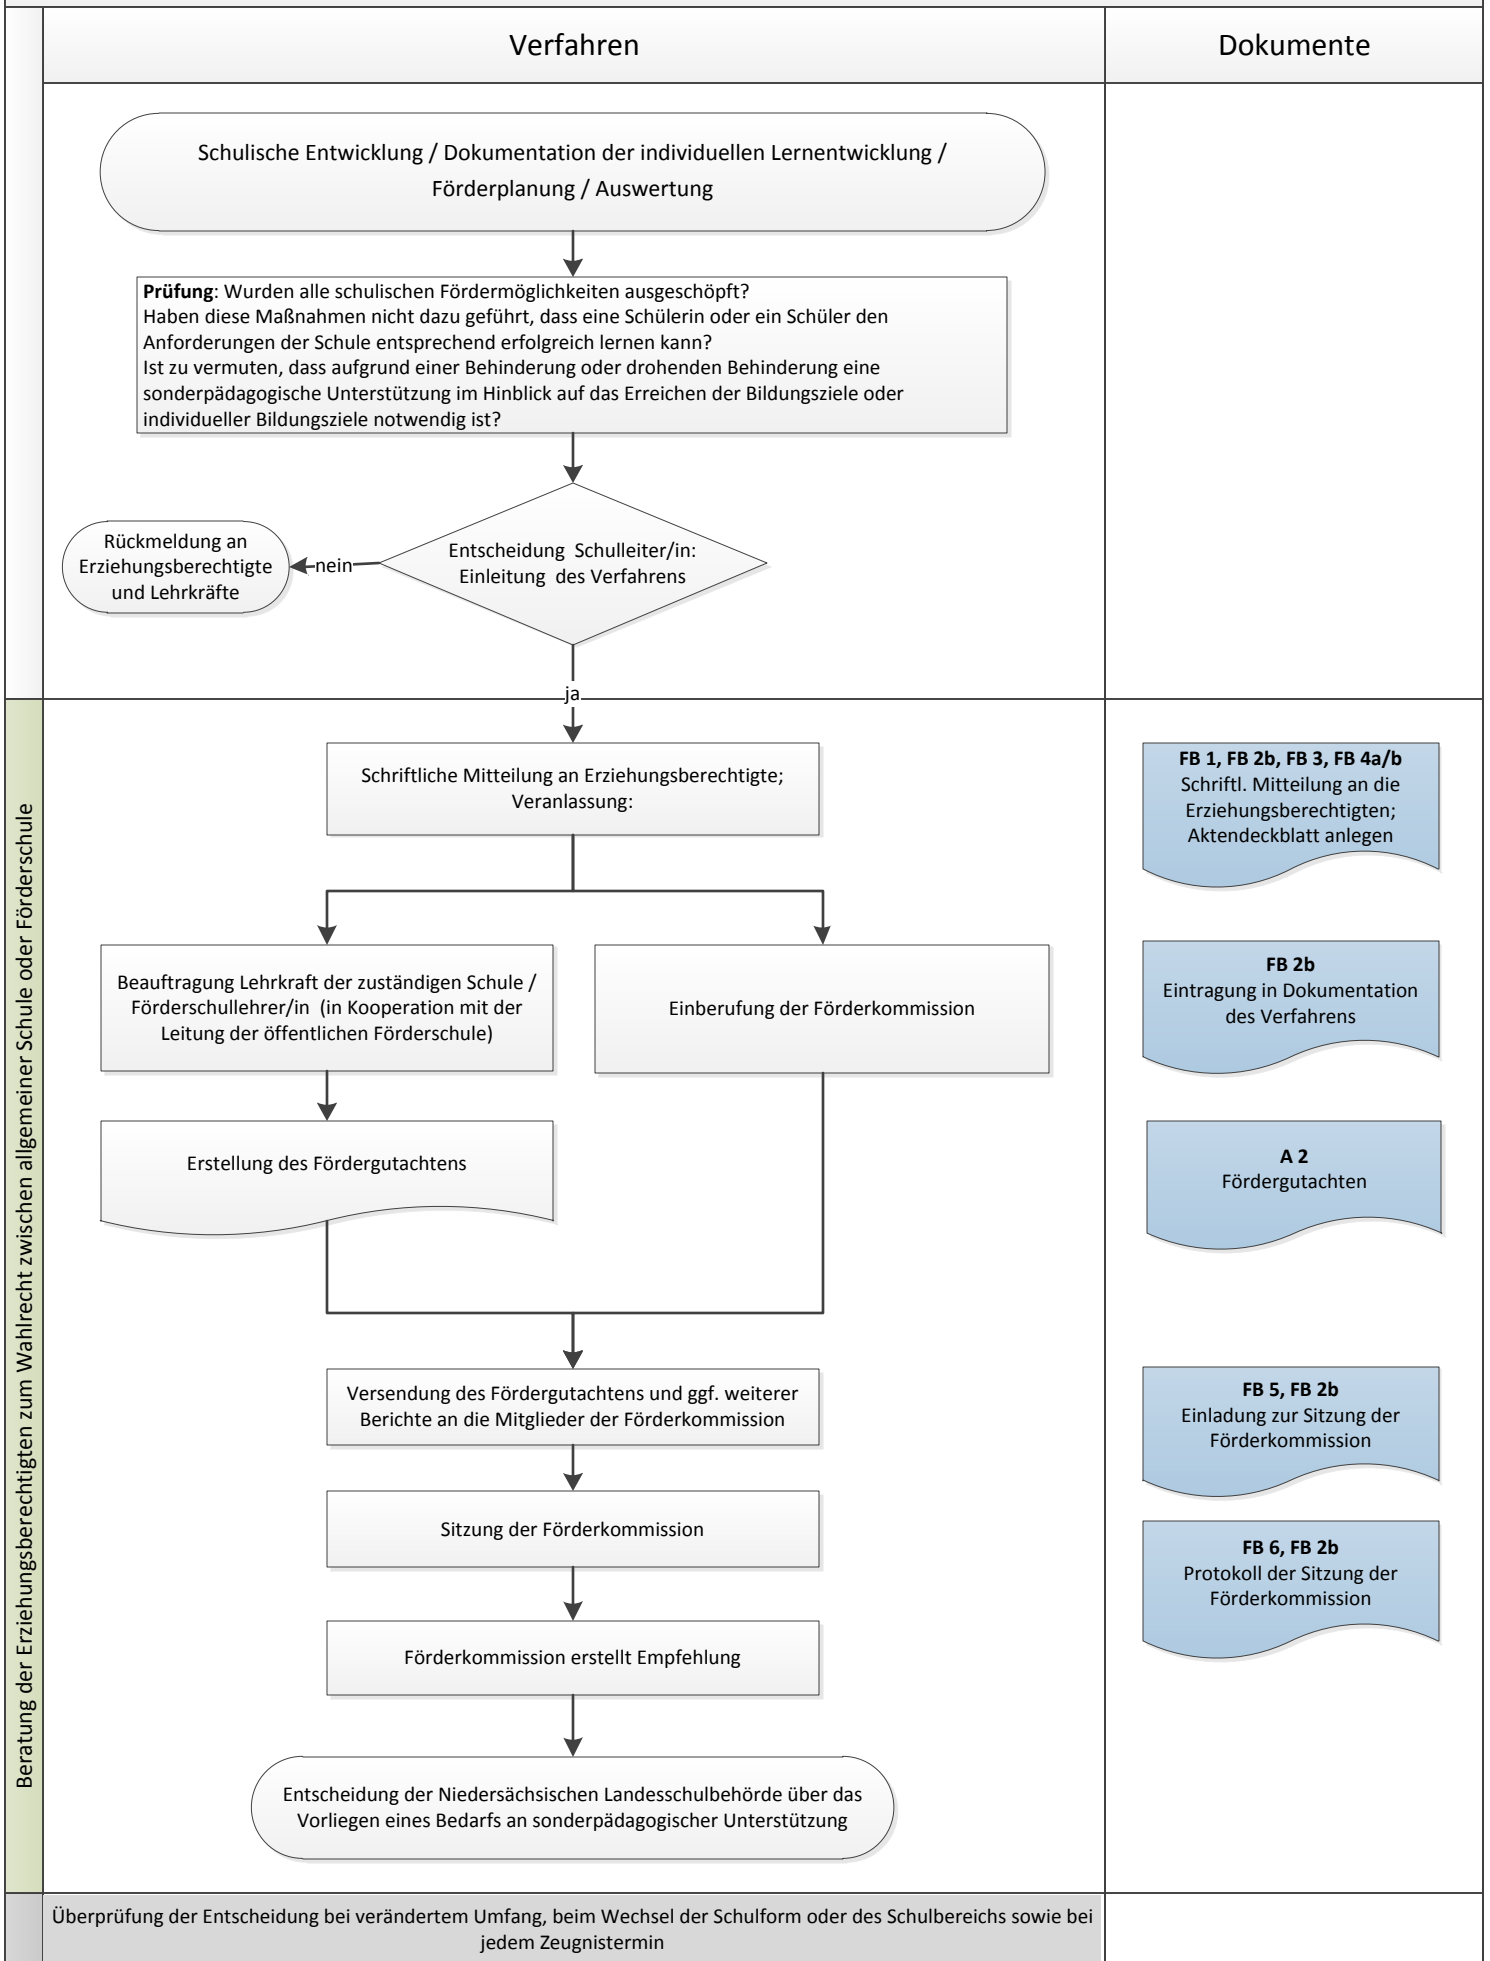 Verfahren
Dokumente
Schulische Entwicklung / Dokumentation der individuellen Lernentwicklung /
Förderplanung / Auswertung
Prüfung: Wurden alle schulischen Fördermöglichkeiten ausgeschöpft?
Haben diese Maßnahmen nicht dazu geführt, dass eine Schülerin oder ein Schüler den
Anforderungen der Schule entsprechend erfolgreich lernen kann?
Ist zu vermuten, dass aufgrund einer Behinderung oder drohenden Behinderung eine
sonderpädagogische Unterstützung im Hinblick auf das Erreichen der Bildungsziele oder
individueller Bildungsziele notwendig ist?
Entscheidung Schulleiter/in:
Einleitung des Verfahrens
nein
Rückmeldung an
Erziehungsberechtigte
und Lehrkräfte
ja
Beratung der Erziehungsberechtigten zum Wahlrecht zwischen allgemeiner Schule oder Förderschule
Schriftliche Mitteilung an Erziehungsberechtigte;
Veranlassung:
FB 1, FB 2b, FB 3, FB 4a/b
Schriftl. Mitteilung an die
Erziehungsberechtigten;
Aktendeckblatt anlegen
Beauftragung Lehrkraft der zuständigen Schule /
Förderschullehrer/in (in Kooperation mit der
Leitung der öffentlichen Förderschule)
Einberufung der Förderkommission
FB 2b
Eintragung in Dokumentation
des Verfahrens
Erstellung des Fördergutachtens
A 2
Fördergutachten
Versendung des Fördergutachtens und ggf. weiterer
Berichte an die Mitglieder der Förderkommission
FB 5, FB 2b
Einladung zur Sitzung der
Förderkommission
Sitzung der Förderkommission
FB 6, FB 2b
Protokoll der Sitzung der
Förderkommission
Förderkommission erstellt Empfehlung
Entscheidung der Niedersächsischen Landesschulbehörde über das
Vorliegen eines Bedarfs an sonderpädagogischer Unterstützung
Überprüfung der Entscheidung bei verändertem Umfang, beim Wechsel der Schulform oder des Schulbereichs sowie bei
jedem Zeugnistermin